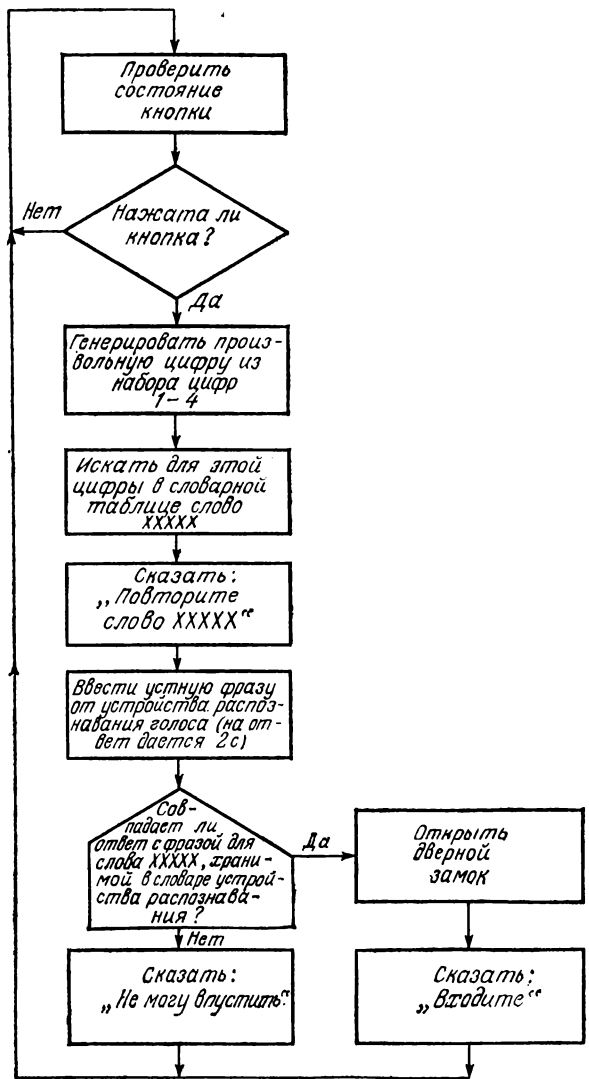 Проверить
состояние
кнопки
Нет
Нажата ли
кнопка?
Да
Генерировать произ-
вольную цифру из
набора цифр
1-4
Искать для этой
цифры в словарной
таблице слово
XXXXX
Сказать:
„Повторите
слово XXXXX“
Ввести устную фразу
от устройства распоз-
навания голоса (на от-
вет дается 2с)
Сов-
падает ли
ответ с фразой для
слова XXXXX, храни-
мой в словаре устрой-
ства распознава-
ния?
Да
Открыть
дверной
замок
Нет
Сказать:
„Не могу впустить“
Сказать:
„Входите“